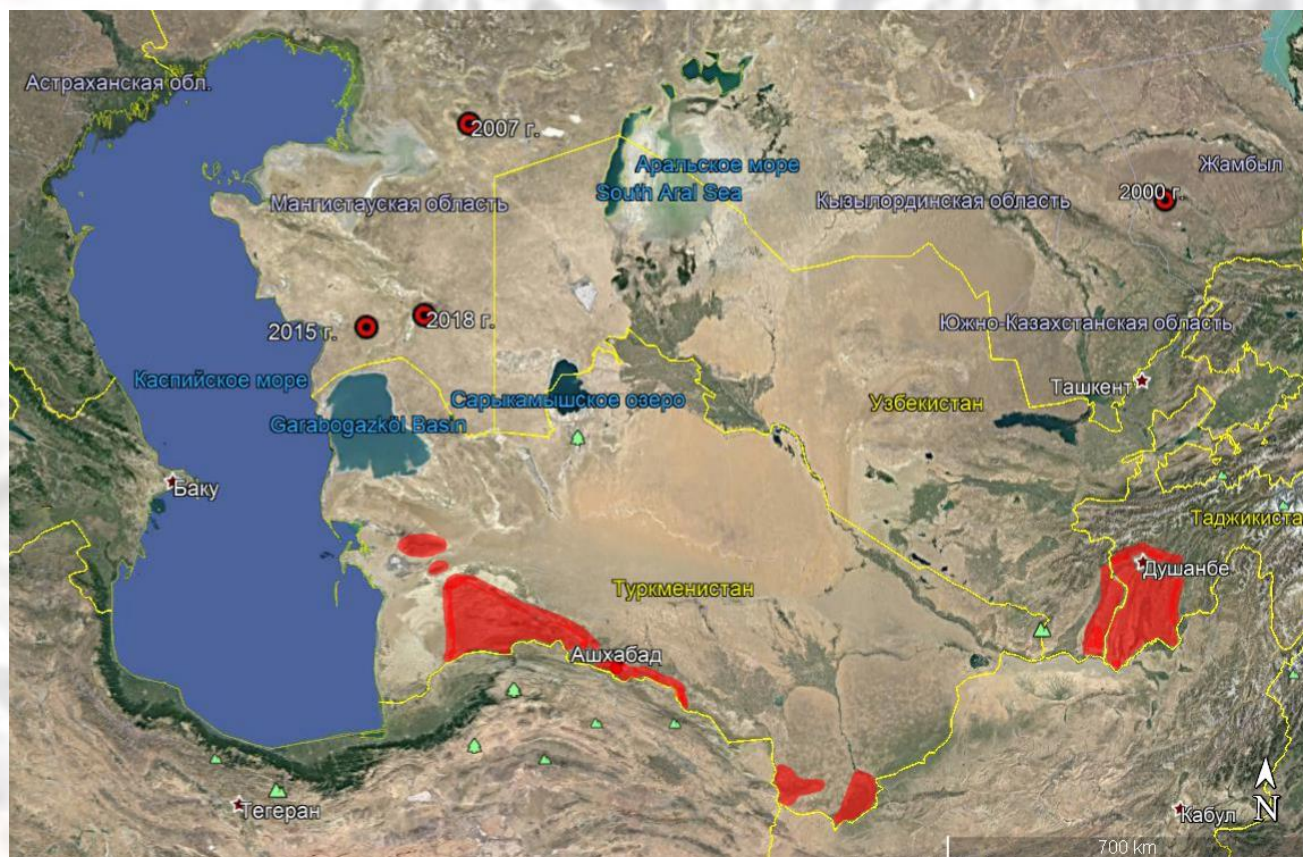 Астраханская обл.
2007 г.
Аральское море
South Aral Sea
Жамбыл
2000 г.
Мангистауская область
Кызылординская область
2015 г.
2018 г.
Южно-Казахстанская область
Каспийское море
Сарыкамышское озеро
Ташкент
Узбекистан
Garabogazköl Basin
Баку
Таджикиста
Душанбе
Туркменистан
Ашхабад
Тегеран
Кабул
N
700 km